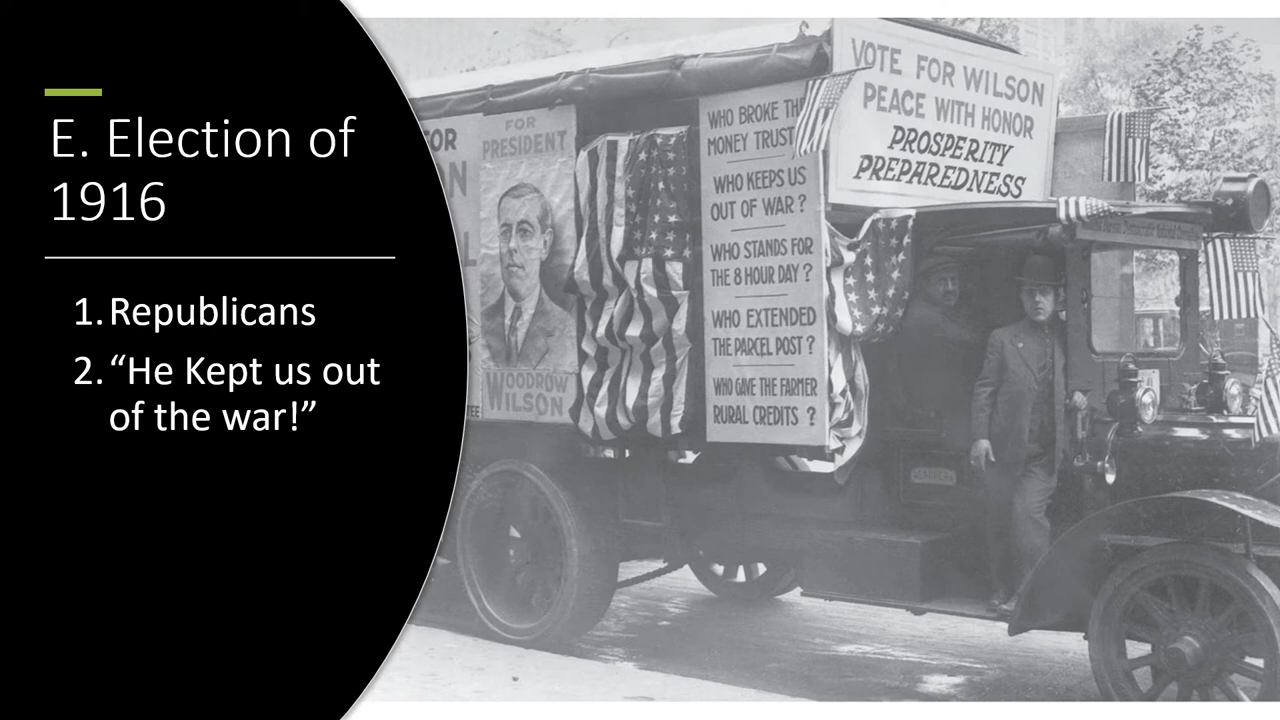 E. Election of
1916
1. Republicans
2. “He Kept us out
of the war!”
FOR
PRESIDENT
WOODROW
WILSON
WHO BROKE THE
MONEY TRUST
WHO KEEPS US
OUT OF WAR ?
WHO STANDS FOR
THE 8 HOUR DAY ?
WHO EXTENDED
THE PARCEL POST ?
WHO GAVE THE FARMER
RURAL CREDITS ?
VOTE FOR WILSON
PEACE WITH HONOR
PROSPERITY
PREPAREDNESS